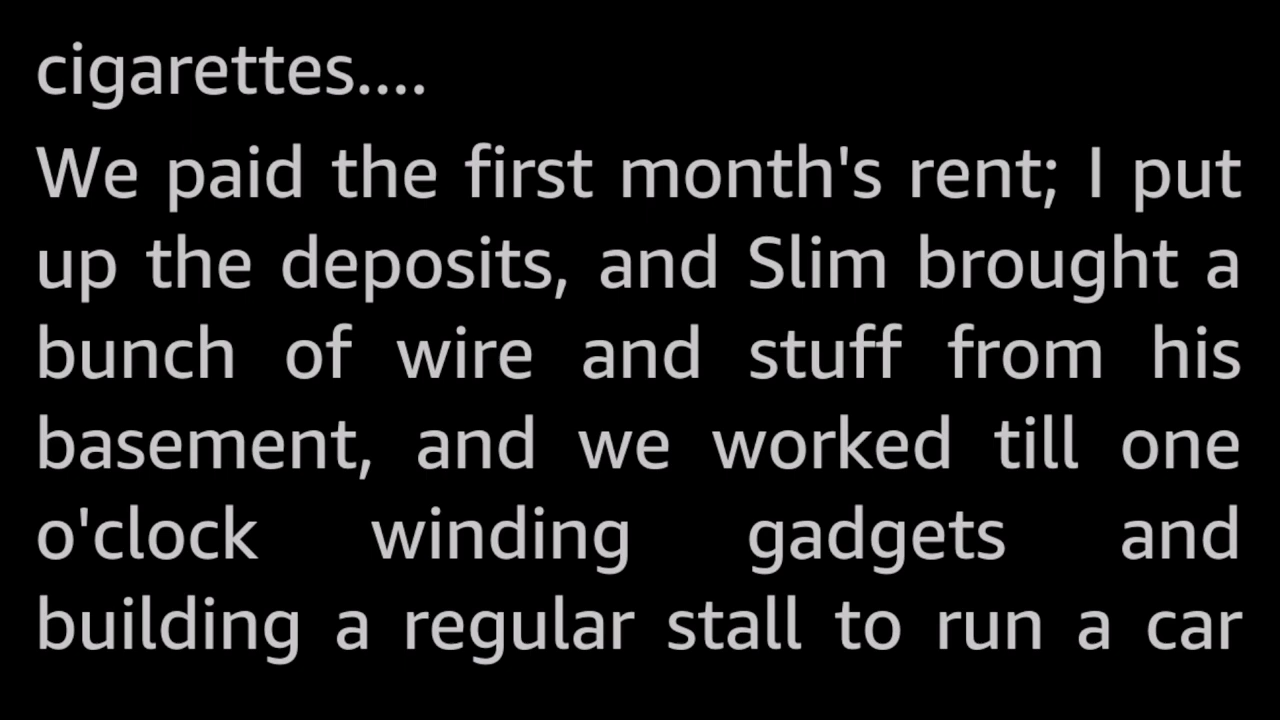 cigarettes....
We paid the first month's rent; I put
up the deposits, and Slim brought a
bunch of wire and stuff from his
basement, and we worked till one
o'clock winding gadgets and
building a regular stall to run a car